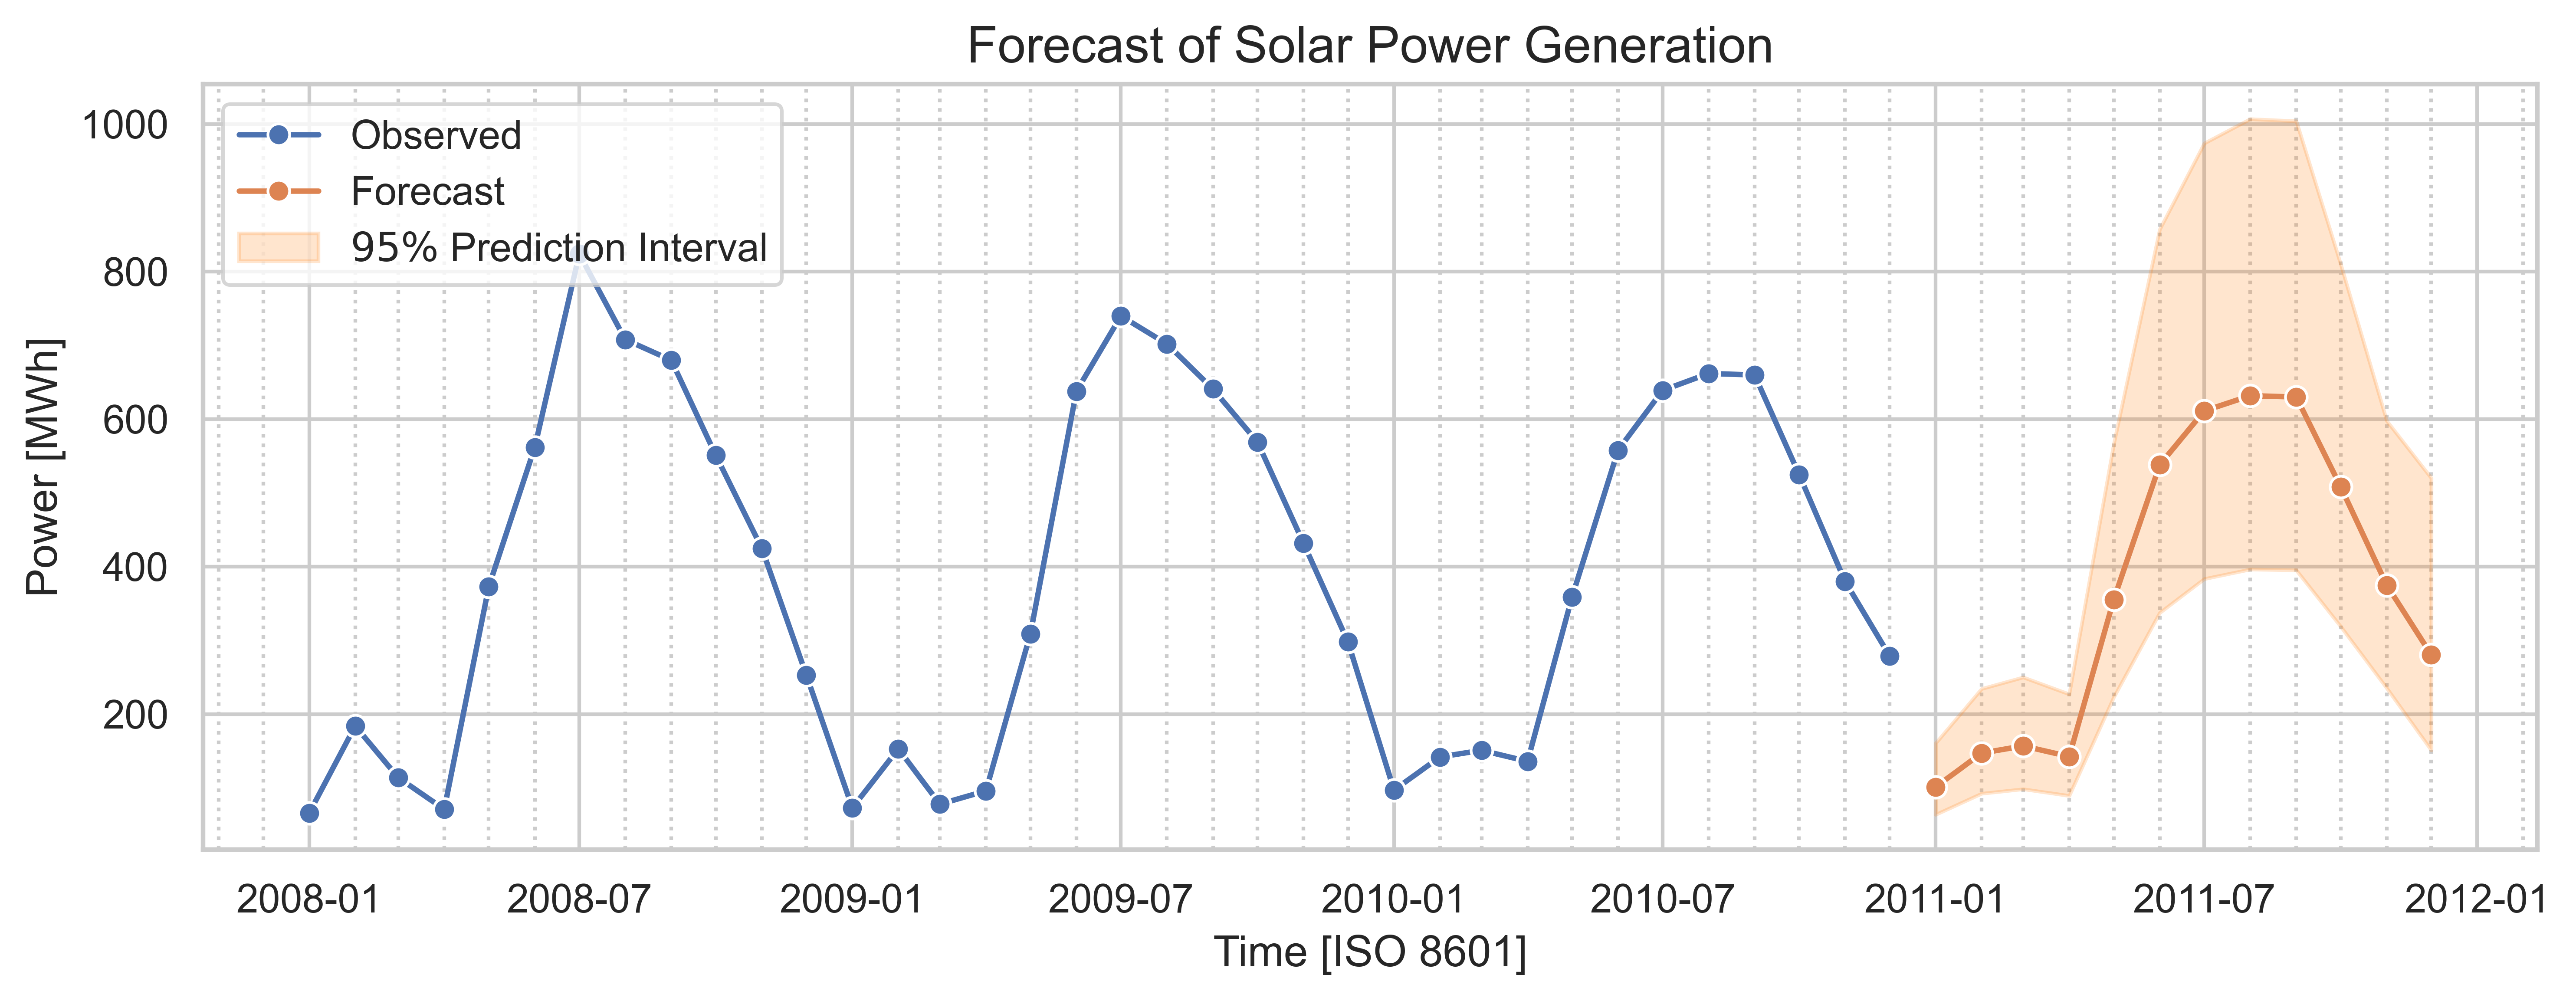 Forecast of Solar Power Generation
1000
800
600
400
200
Power [MWh]
Observed
Forecast
95% Prediction Interval
2008-01
2008-07
2009-01
2009-07
2010-01
2010-07
2011-01
2011-07
2012-01
Time [ISO 8601]